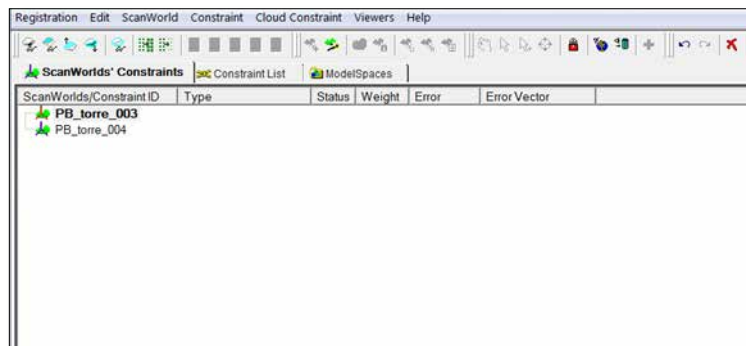 Registration Edit ScanWorld Constraint Cloud Constraint Viewers Help
ScanWorlds' Constraints Constraint List ModelSpaces
ScanWorlds/Constraint ID Type Status Weight Error Error Vector
PB_torre_003
PB_torre_004